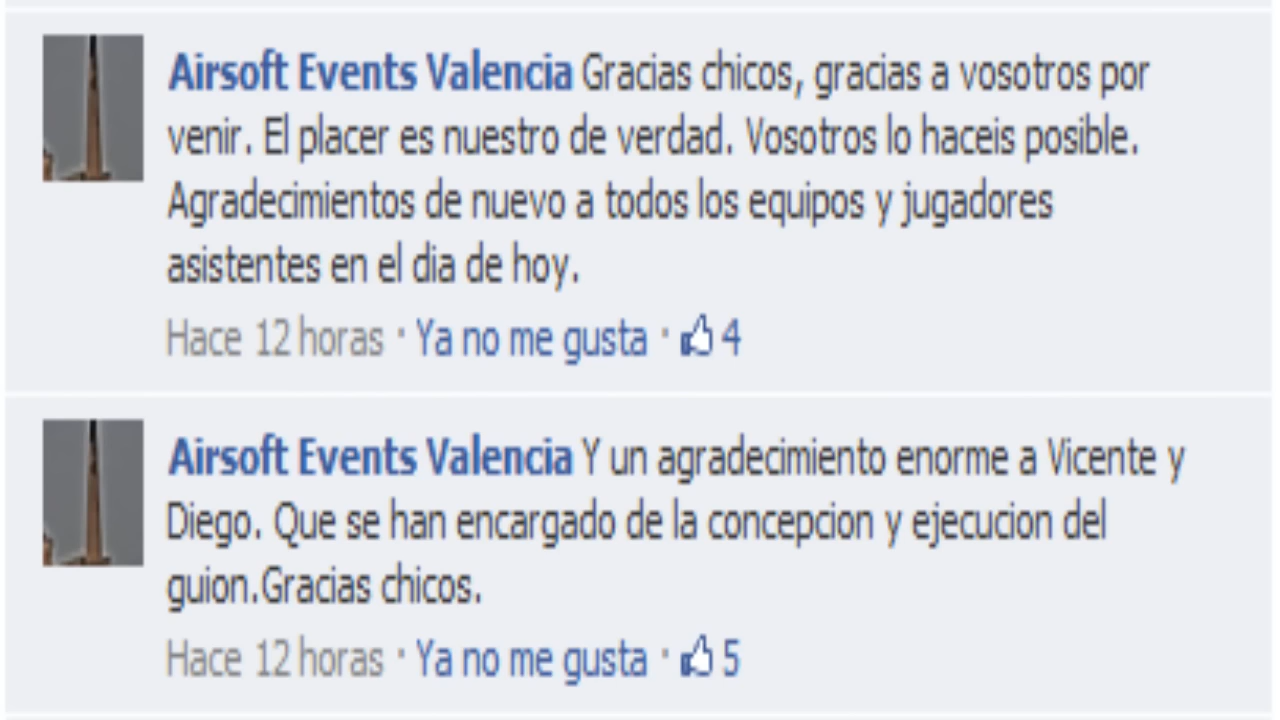 Airsoft Events Valencia Gracias chicos, gracias a vosotros por
venir. El placer es nuestro de verdad. Vosotros lo haceis posible.
Agradecimientos de nuevo a todos los equipos y jugadores
asistentes en el dia de hoy.
Hace 12 horas · Ya no me gusta · 4
Airsoft Events Valencia Y un agradecimiento enorme a Vicente y
Diego. Que se han encargado de la concepcion y ejecucion del
guion.Gracias chicos.
Hace 12 horas · Ya no me gusta · 5